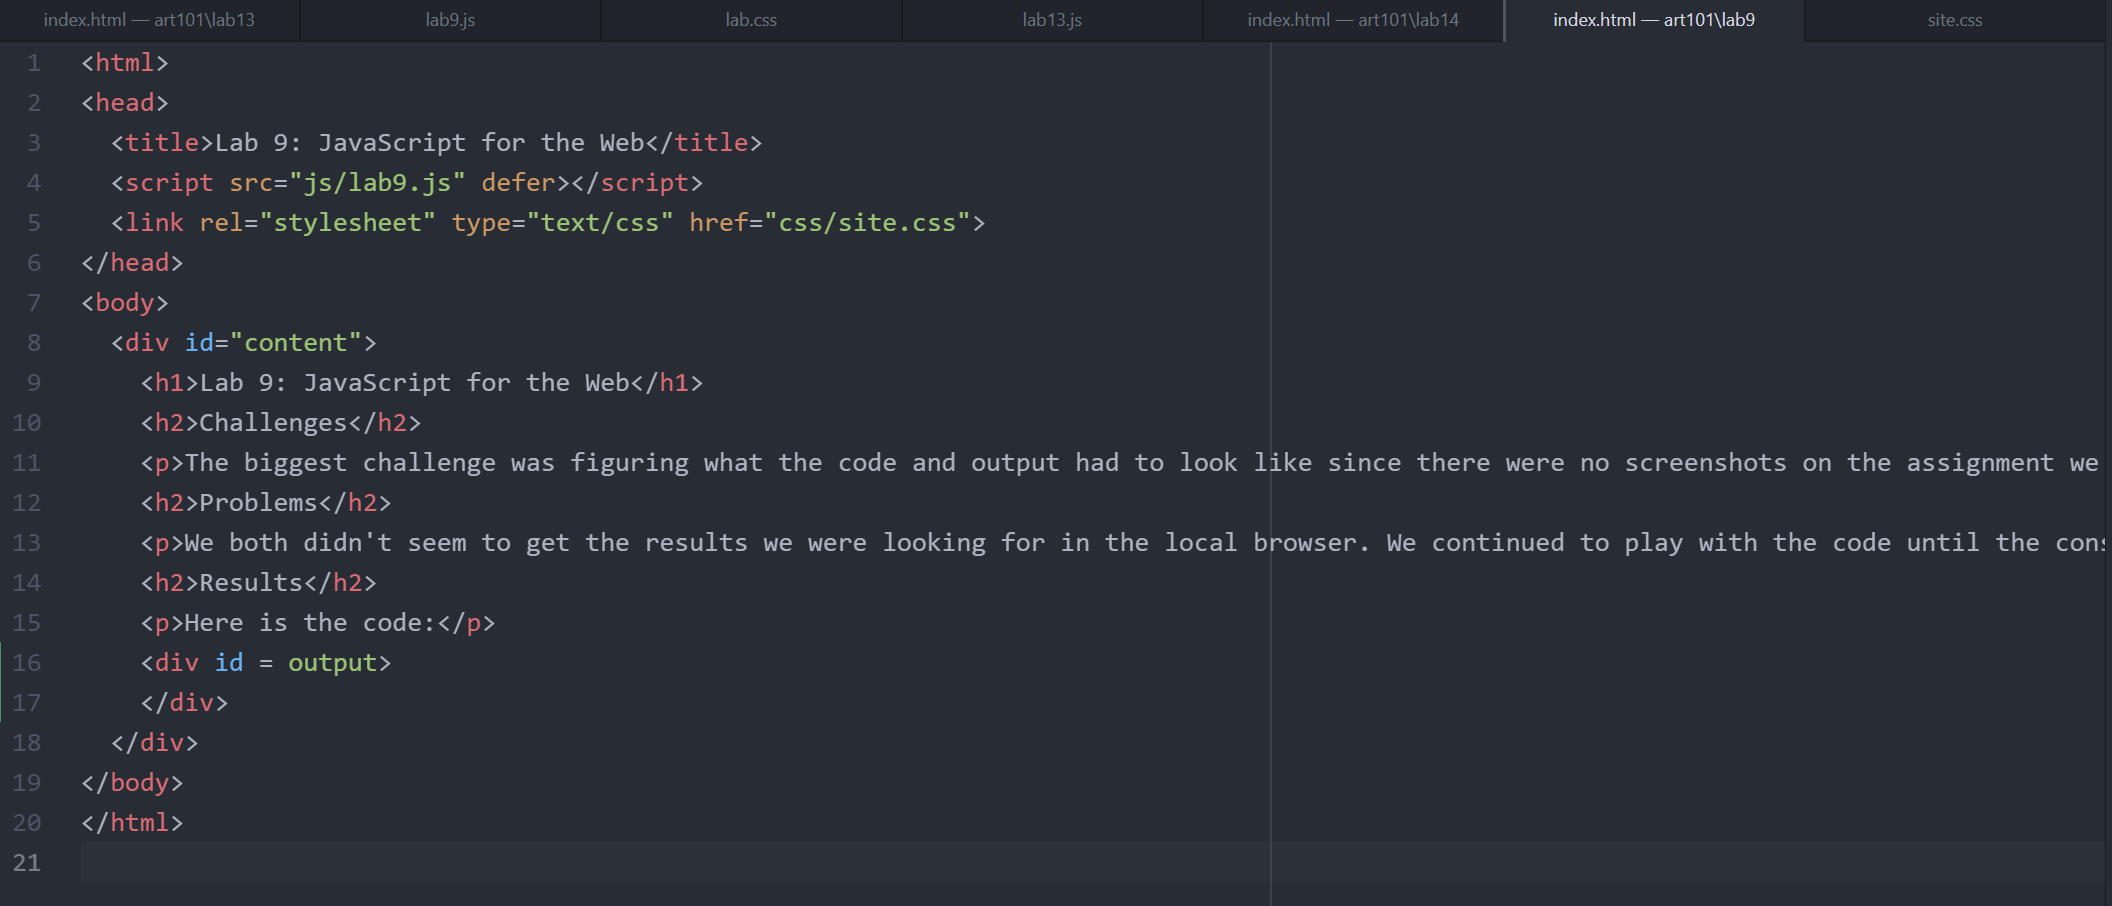 index.html — art101\lab13 lab9.js lab.css lab13.js index.html — art101\lab14 index.html — art101\lab9 site.css
1 <html>
2 <head>
3 <title>Lab 9: JavaScript for the Web</title>
4 <script src="js/lab9.js" defer></script>
5 <link rel="stylesheet" type="text/css" href="css/site.css">
6 </head>
7 <body>
8 <div id="content">
9 <h1>Lab 9: JavaScript for the Web</h1>
10 <h2>Challenges</h2>
11 <p>The biggest challenge was figuring what the code and output had to look like since there were no screenshots on the assignment we
12 <h2>Problems</h2>
13 <p>We both didn't seem to get the results we were looking for in the local browser. We continued to play with the code until the cons
14 <h2>Results</h2>
15 <p>Here is the code:</p>
16 <div id = output>
17 </div>
18 </div>
19 </body>
20 </html>
21